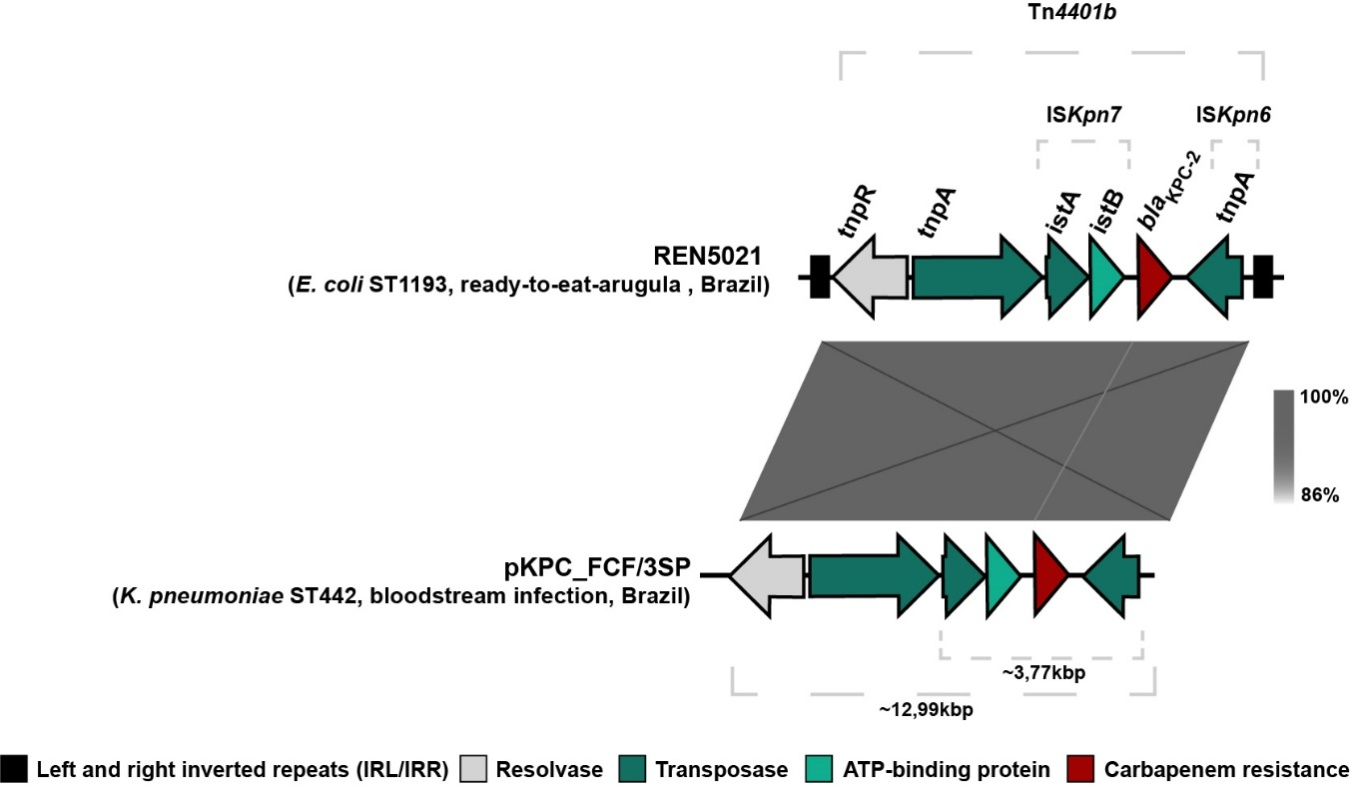 Tn4401b
ISKpn7 ISKpn6
tnpR tnpA istA istB blaKPC-2 tnpA
REN5021
(E. coli ST1193, ready-to-eat-arugula , Brazil)
100%
86%
pKPC_FCF/3SP
(K. pneumoniae ST442, bloodstream infection, Brazil)
~3,77kbp
~12,99kbp
Left and right inverted repeats (IRL/IRR) Resolvase Transposase ATP-binding protein Carbapenem resistance